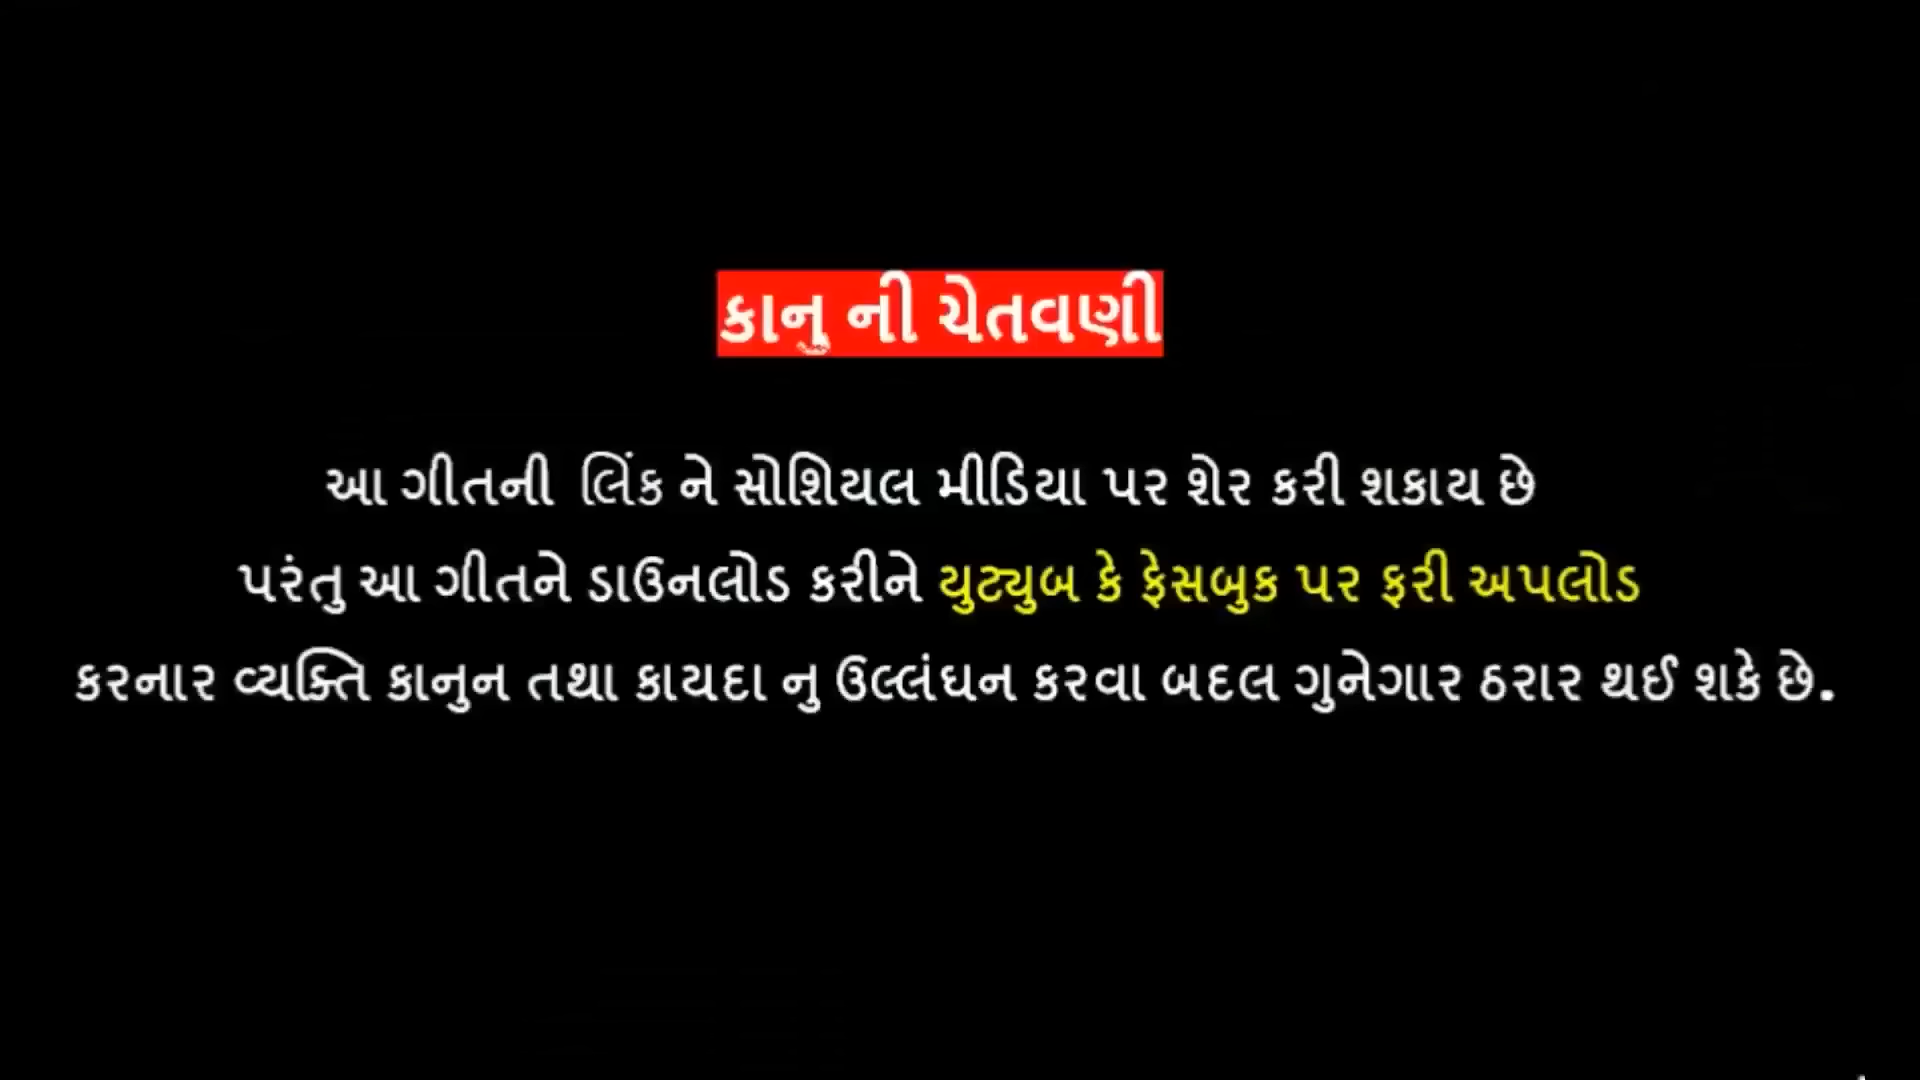 કાનુ ની ચેતવણી
આ ગીતની લિંક ને સોશિયલ મીડિયા પર શેર કરી શકાય છે
પરંતુ આ ગીતને ડાઉનલોડ કરીને યુટ્યુબ કે ફેસબુક પર ફરી અપલોડ
કરનાર વ્યક્તિ કાનુન તથા કાયદા નુ ઉલ્લંઘન કરવા બદલ ગુનેગાર ઠરાર થઈ શકે છે.